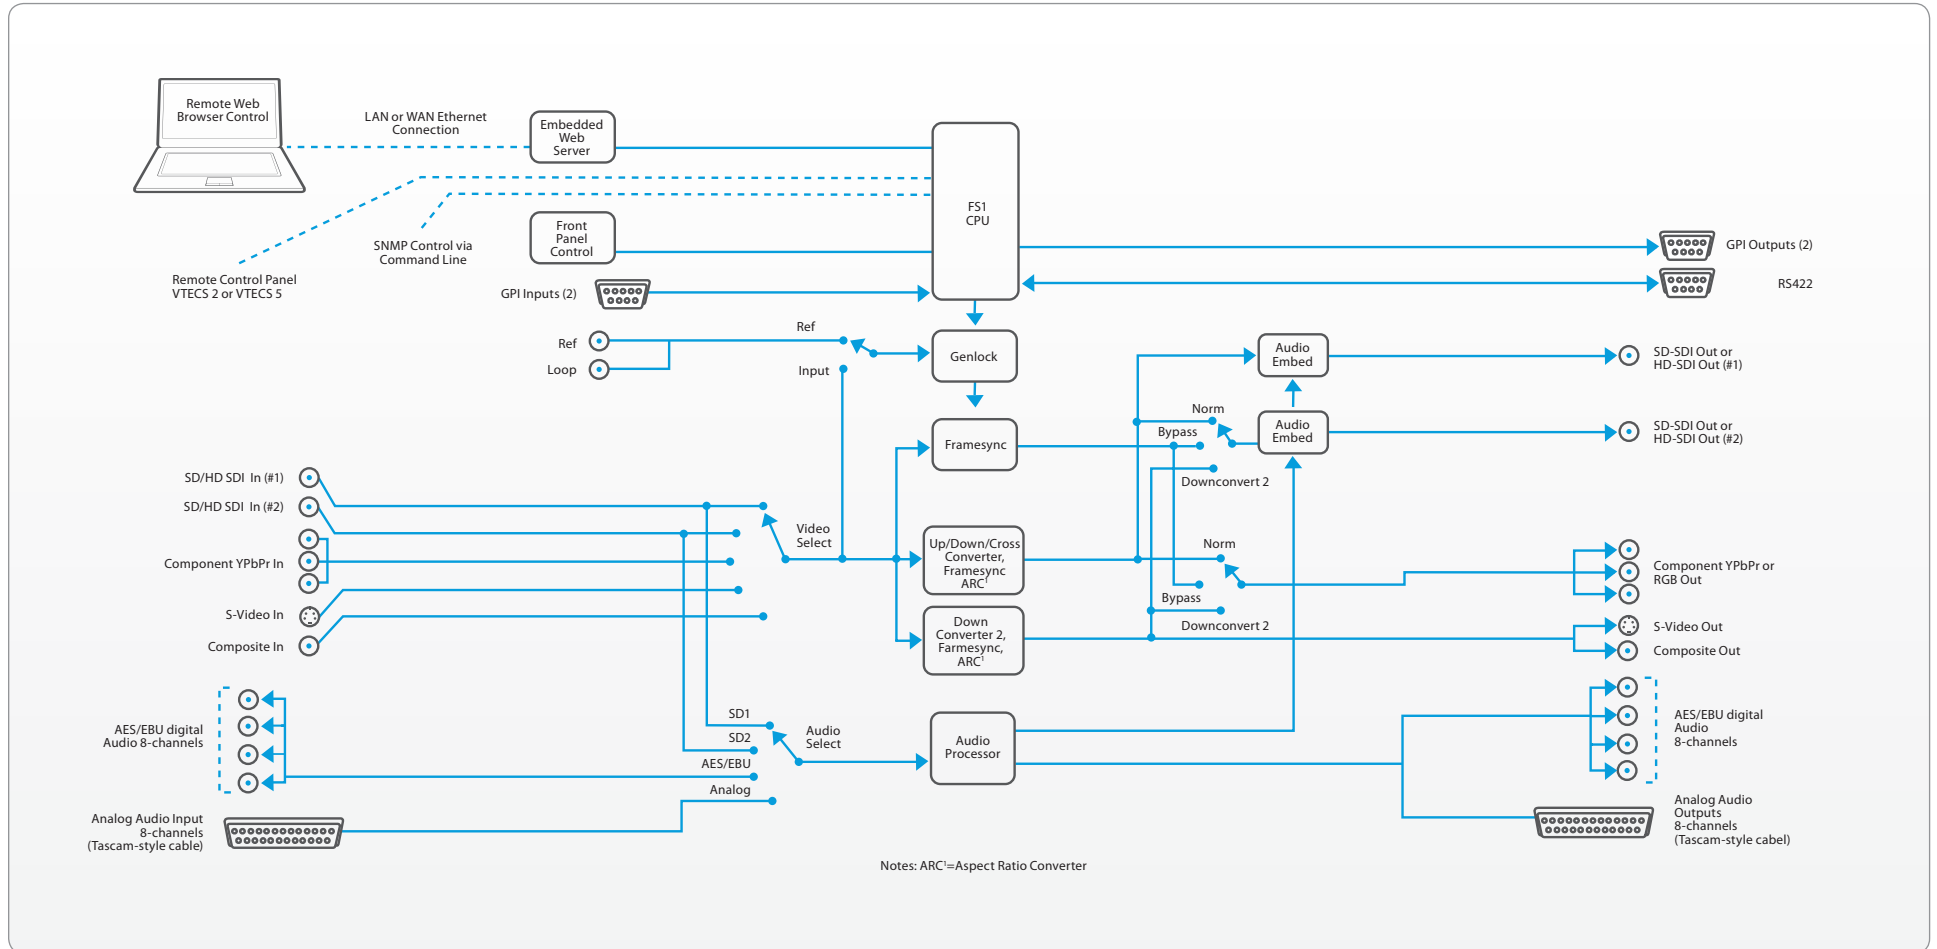 Remote Web
Browser Control
LAN or WAN Ethernet
Connection
Embedded
Web
Server
FS1
CPU
Front
Panel
Control
SNMP Control via
Command Line
Remote Control Panel
VTECS 2 or VTECS 5
GPI Inputs (2)
GPI Outputs (2)
RS422
Ref
Loop
Ref
Input
Genlock
Framesync
Audio
Embed
SD-SDI Out or
HD-SDI Out (#1)
Norm
Bypass
Audio
Embed
SD-SDI Out or
HD-SDI Out (#2)
Downconvert 2
SD/HD SDI In (#1)
SD/HD SDI In (#2)
Component YPbPr In
S-Video In
Composite In
Video
Select
Up/Down/Cross
Converter,
Framesync
ARC¹
Down
Converter 2,
Farmesync,
ARC¹
Norm
Bypass
Downconvert 2
Component YPbPr or
RGB Out
S-Video Out
Composite Out
AES/EBU digital
Audio 8-channels
SD1
SD2
AES/EBU
Analog
Audio
Select
Audio
Processor
AES/EBU digital
Audio
8-channels
Analog Audio Input
8-channels
(Tascam-style cable)
Analog Audio
Outputs
8-channels
(Tascam-style cabel)
Notes: ARC¹=Aspect Ratio Converter